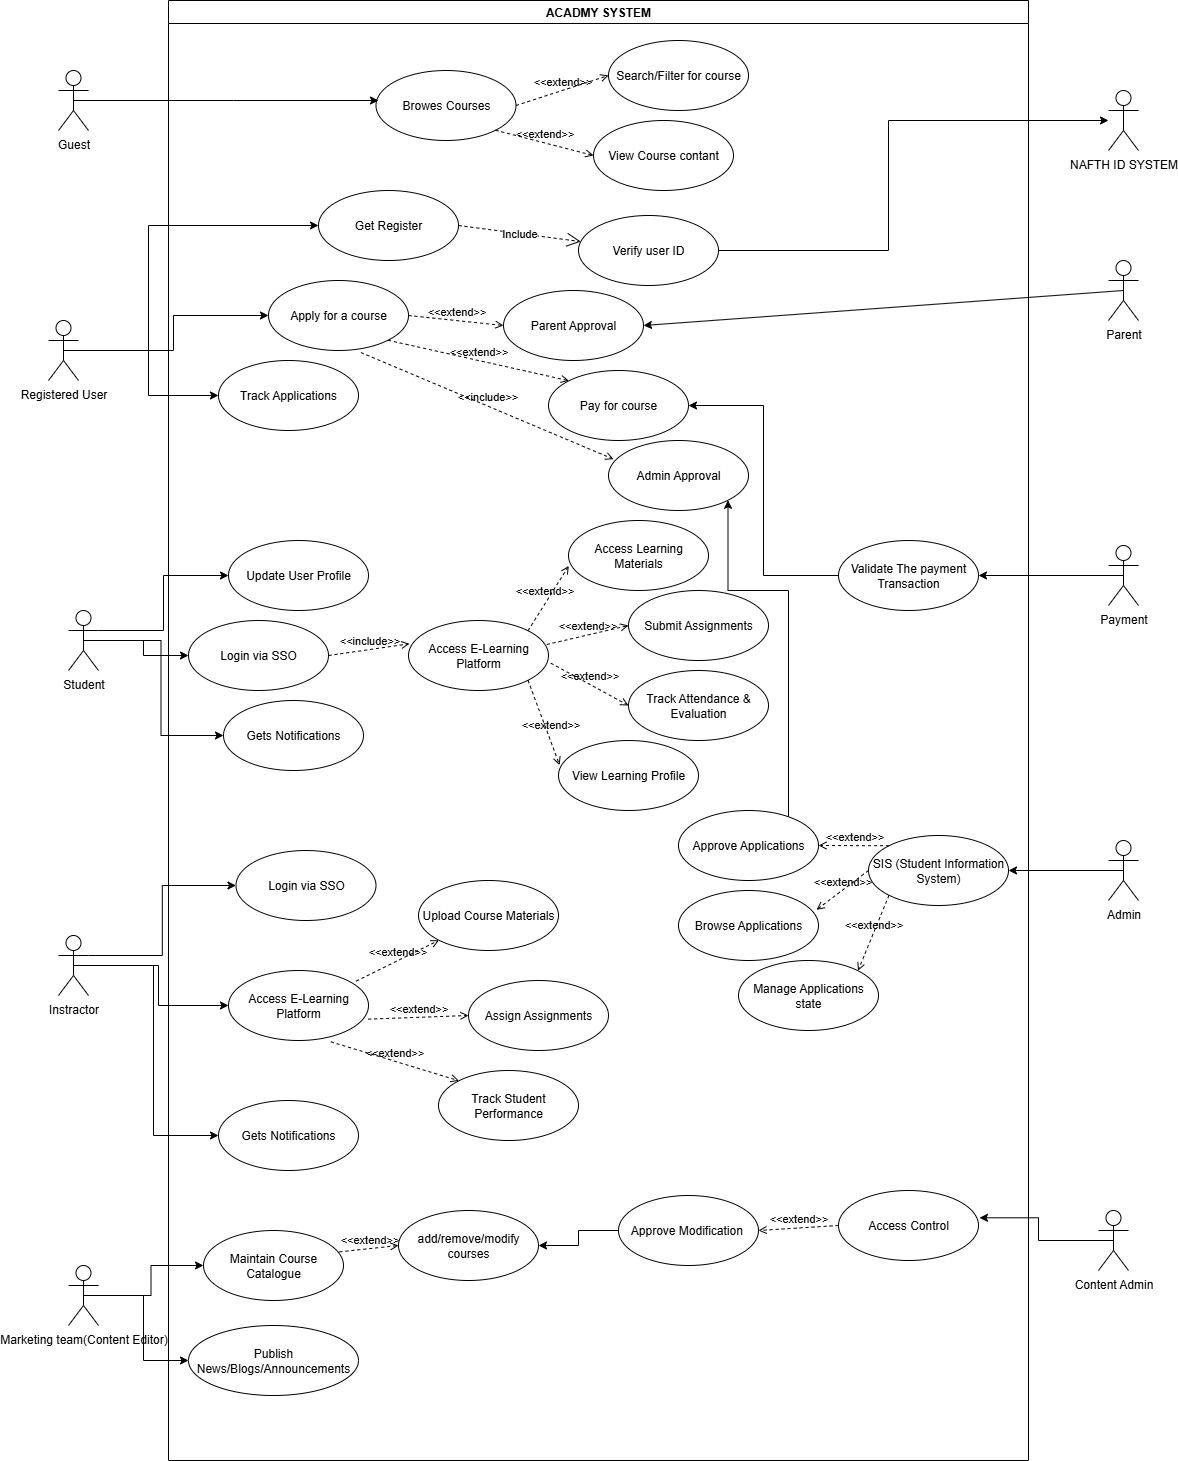 ACADMY SYSTEM
Search/Filter for course
<<extend>>
Browes Courses
<<extend>>
Guest
View Course contant
NAFTH ID SYSTEM
Get Register
Include
Verify user ID
Apply for a course
<<extend>>
Parent Approval
Parent
<<extend>>
Registered User
Track Applications
<<include>>
Pay for course
Admin Approval
Access Learning
Materials
Update User Profile
Validate The payment
Transaction
<<extend>>
Payment
<<extend>>
Submit Assignments
<<include>>
Login via SSO
Access E-Learning
Platform
Student
<<extend>>
Track Attendance &
Evaluation
<<extend>>
Gets Notifications
View Learning Profile
<<extend>>
Approve Applications
SIS (Student Information
System)
<<extend>>
Login via SSO
Admin
Upload Course Materials
Browse Applications
<<extend>>
<<extend>>
Manage Applications
state
Access E-Learning
Platform
Instractor
<<extend>>
Assign Assignments
<<extend>>
Track Student
Performance
Gets Notifications
<<extend>>
Access Control
Approve Modification
<<extend>>
add/remove/modify
courses
Maintain Course
Catalogue
Content Admin
Marketing team(Content Editor)
Publish
News/Blogs/Announcements